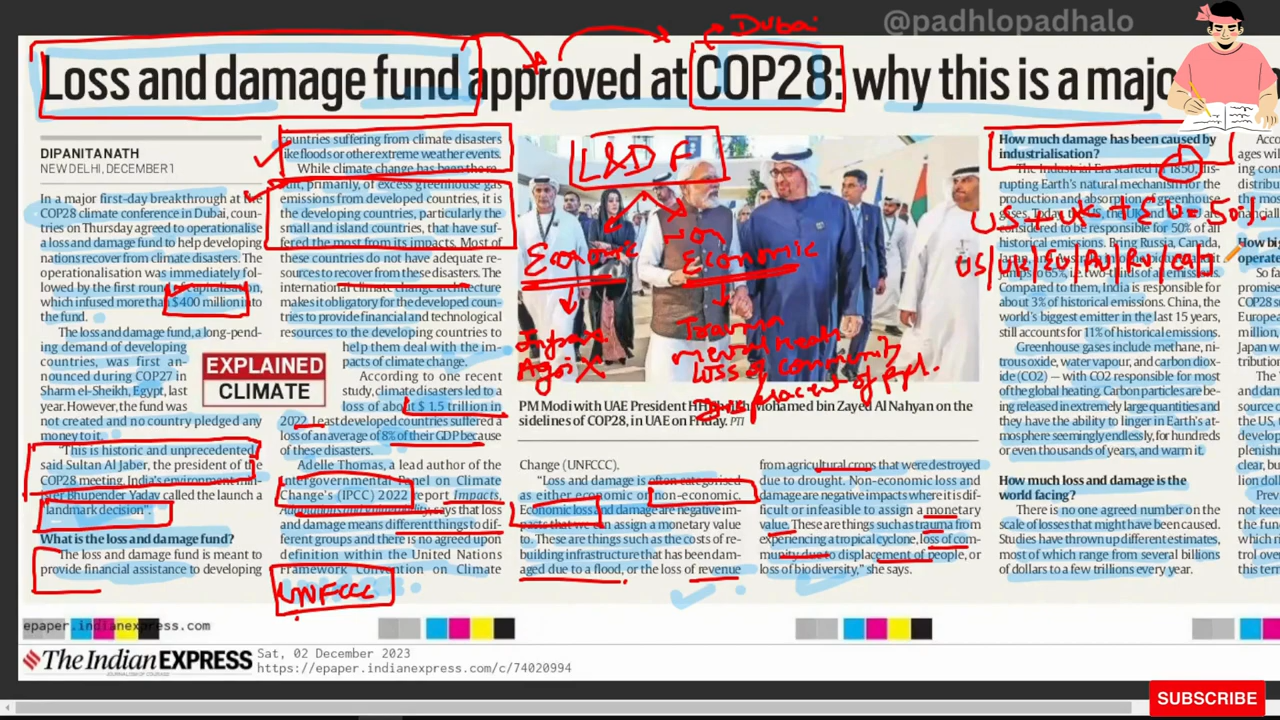 @padhlopadhalo
Dubai
Loss and damage fund approved at COP28: why this is a major
DIPANITA NATH
NEW DELHI, DECEMBER 1
In a major first-day breakthrough at the
COP28 climate conference in Dubai, coun-
tries on Thursday agreed to operationalise
a loss and damage fund to help developing
nations recover from climate disasters. The
operationalisation was immediately fol-
lowed by the first round of capitalisation,
which infused more than $400 million into
the fund.
The loss and damage fund, a long-pend-
ing demand of developing
countries, was first an-
nounced during COP27 in
Sharm el-Sheikh, Egypt, last
year. However, the fund was
not created and no country pledged any
money to it.
"This is historic and unprecedented,"
said Sultan Al Jaber, the president of the
COP28 meeting. India's environment min-
ister Bhupender Yadav called the launch a
"landmark decision".
What is the loss and damage fund?
The loss and damage fund is meant to
provide financial assistance to developing
EXPLAINED
CLIMATE
countries suffering from climate disasters
like floods or other extreme weather events.
While climate change has been the re-
sult, primarily, of excess greenhouse gas
emissions from developed countries, it is
the developing countries, particularly the
small and island countries, that have suf-
fered the most from its impacts. Most of
these countries do not have adequate re-
sources to recover from these disasters. The
international climate change architecture
makes it obligatory for the developed coun-
tries to provide financial and technological
resources to the developing countries to
help them deal with the im-
pacts of climate change.
According to one recent
study, climate disasters led to a
loss of about $ 1.5 trillion in
2022. Least developed countries suffered a
loss of an average of 8% of their GDP because
of these disasters.
Adelle Thomas, a lead author of the
Intergovernmental Panel on Climate
Change's (IPCC) 2022 report Impacts,
says that loss
and damage means different things to dif-
ferent groups and there is no agreed upon
definition within the United Nations
Framework Convention on Climate
UNFCCC
L&D F
Economic
Non
Economic
Agri X
Trauma
mental health
loss of community
Displacement of ppl.
PM Modi with UAE President HH Mohamed bin Zayed Al Nahyan on the
sidelines of COP28, in UAE on Friday. PTI
Change (UNFCCC).
"Loss and damage is often categorised
as either economic or non-economic.
Economic loss and damage are negative im-
pacts that we can assign a monetary value
to. These are things such as the costs of re-
building infrastructure that has been dam-
aged due to a flood, or the loss of revenue
from agricultural crops that were destroyed
due to drought. Non-economic loss and
damage are negative impacts where it is dif-
ficult or infeasible to assign a monetary
value. These are things such as trauma from
experiencing a tropical cyclone, loss of com-
munity due to displacement of people, or
loss of biodiversity," she says.
How much damage has been caused by
industrialisation?
The Industrial Era started in 1850, dis-
rupting Earth's natural mechanism for the
production and absorption of greenhouse
gases. Today, the US, the UK and the EU are
considered to be responsible for 50% of all
historical emissions. Bring Russia, Canada,
Japan, and Australia into the
jumps to 65%, i.e. two-thirds of all emissions.
Compared to them, India is responsible for
about 3% of historical emissions. China, the
world's biggest emitter in the last 15 years,
still accounts for 11% of historical emissions.
Greenhouse gases include methane, ni-
trous oxide, water vapour, and carbon diox-
ide (CO2) — with CO2 responsible for most
of the global heating. Carbon particles are be-
ing released in extremely large quantities and
they have the ability to linger in Earth's at-
mosphere seemingly endlessly, for hundreds
or even thousands of years, and warm it.
How much loss and damage is the
world facing?
There is no one agreed number on the
scale of losses that might have been caused.
Studies have thrown up different estimates,
most of which range from several billions
of dollars to a few trillions every year.
US + UK + EU = 50%
epaper.indianexpress.com
The Indian EXPRESS
JOURNALISM OF COURAGE
Sat, 02 December 2023
https://epaper.indianexpress.com/c/74020994
SUBSCRIBE